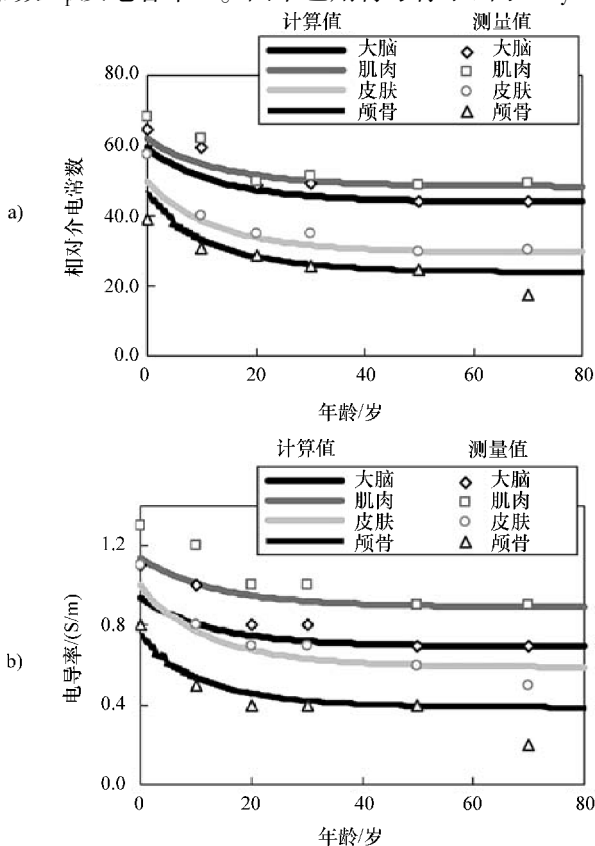 计算值 测量值
大脑 大脑
肌肉 肌肉
皮肤 皮肤
颅骨 颅骨
80.0
60.0
40.0
20.0
0.0
相对介电常数
a)
0 20 40 60 80
年龄/岁
计算值 测量值
大脑 大脑
肌肉 肌肉
皮肤 皮肤
颅骨 颅骨
1.2
0.8
0.4
0.0
电导率/(S/m)
b)
0 20 40 60 80
年龄/岁